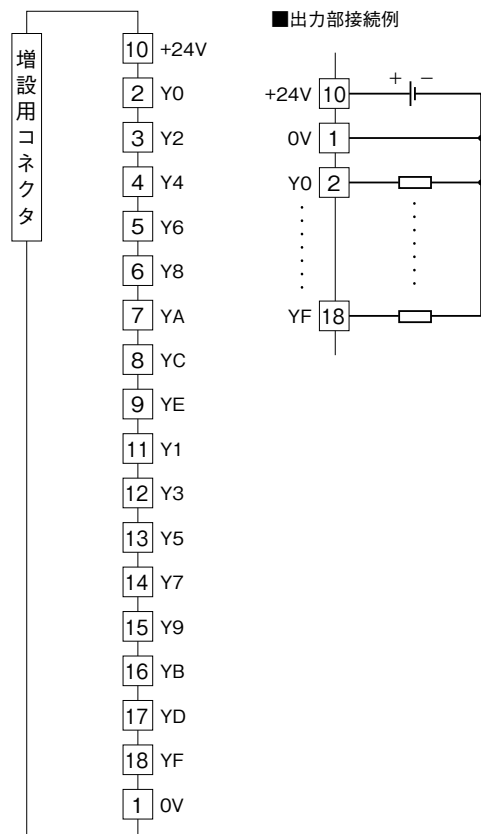 増設用コネクタ
10 +24V
2 Y0
3 Y2
4 Y4
5 Y6
6 Y8
7 YA
8 YC
9 YE
11 Y1
12 Y3
13 Y5
14 Y7
15 Y9
16 YB
17 YD
18 YF
1 0V
■出力部接続例
+24V 10 + −
0V 1
Y0 2
YF 18